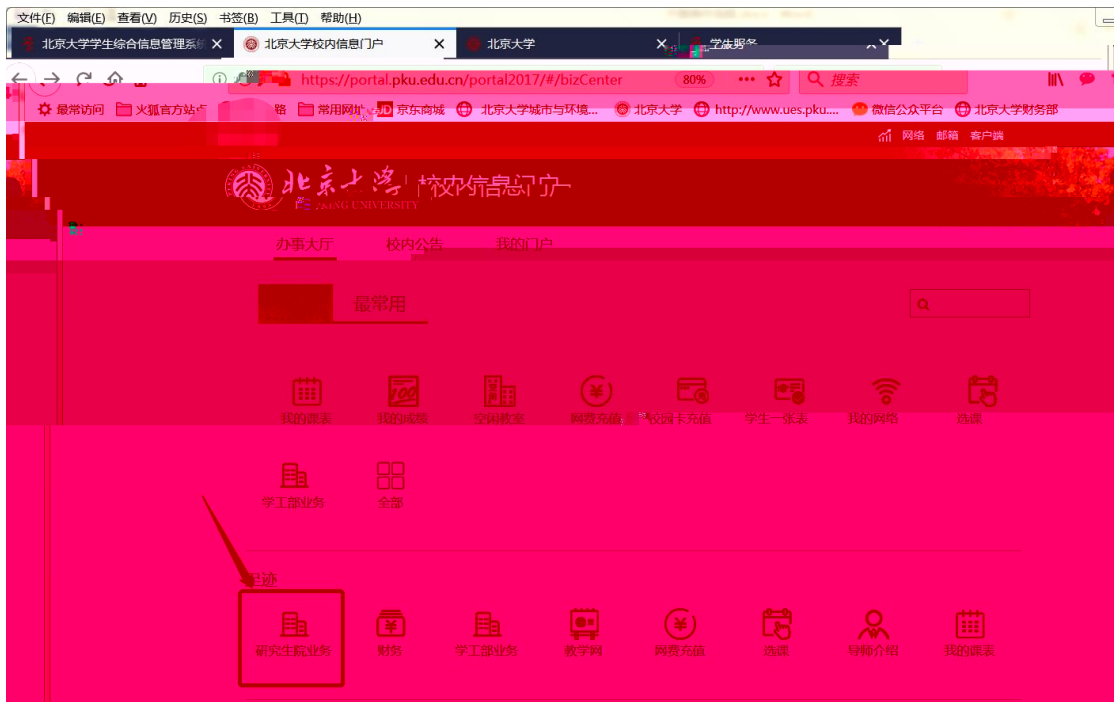 文件(F) 编辑(E) 查看(V) 历史(S) 书签(B) 工具(T) 帮助(H)
北京大学学生综合信息管理系统 北京大学校内信息门户 北京大学 学生服务
https://portal.pku.edu.cn/portal2017/#/bizCenter 80% 搜索
最常访问 火狐官方站点 常用网址 京东商城 北京大学城市与环境... 北京大学 http://www.ues.pku.... 微信公众平台 北京大学财务部
网络 邮箱 客户端
北京大学 校内信息门户
PEKING UNIVERSITY
办事大厅 校内公告 我的门户
最常用
我的课表 我的成绩 空闲教室 网费充值 校园卡充值 学生一张表 我的网络 选课
学工部业务 全部
足迹
研究生院业务 财务 学工部业务 教学网 网费充值 选课 导师介绍 我的课表